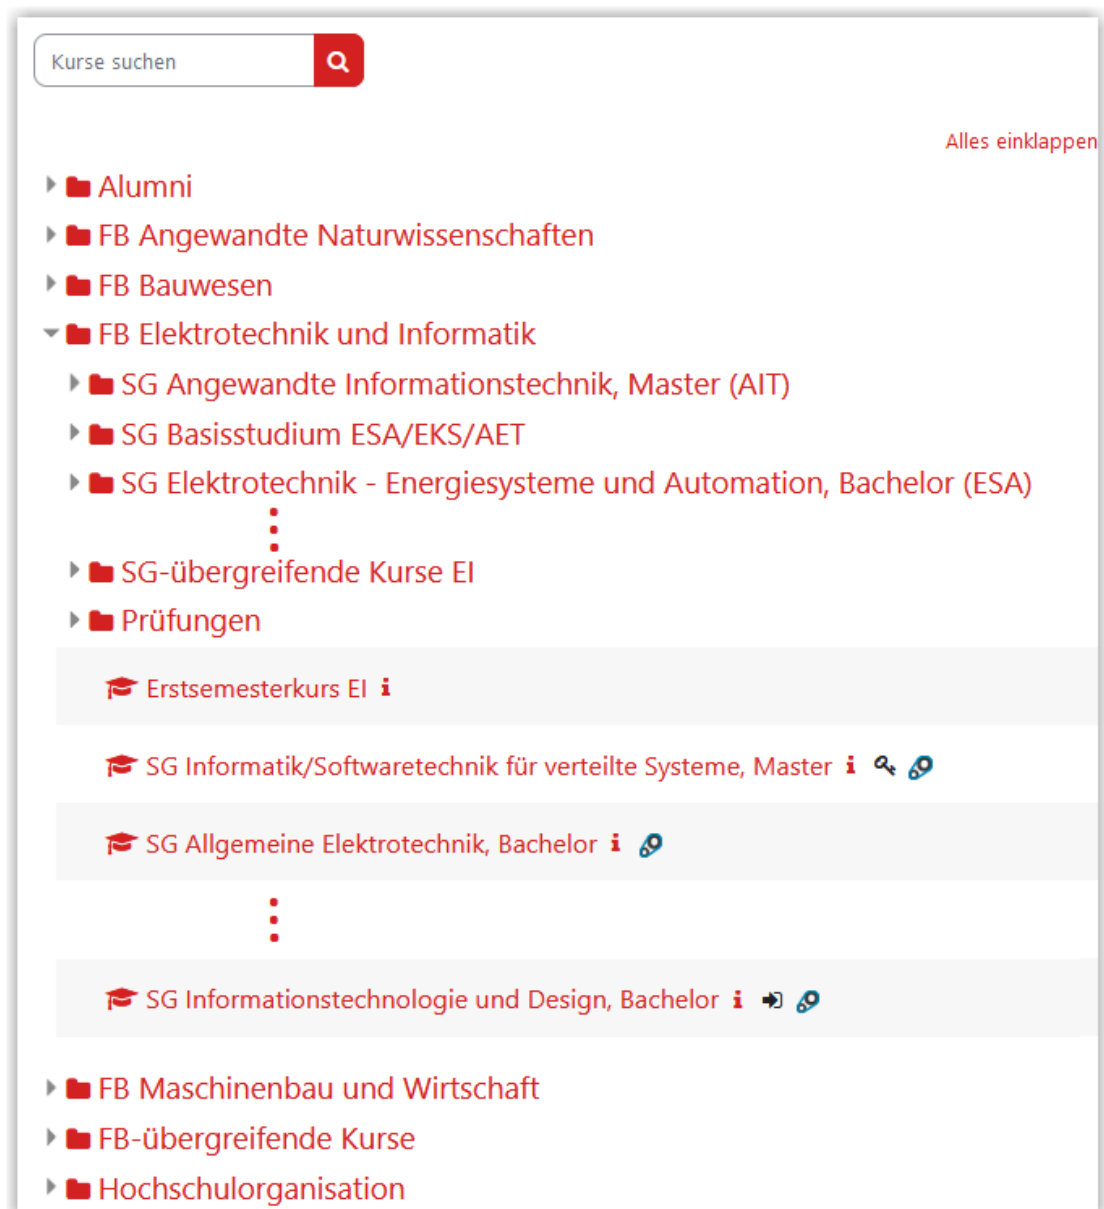 Kurse suchen
Alles einklappen
Alumni
FB Angewandte Naturwissenschaften
FB Bauwesen
FB Elektrotechnik und Informatik
SG Angewandte Informationstechnik, Master (AIT)
SG Basisstudium ESA/EKS/AET
SG Elektrotechnik - Energiesysteme und Automation, Bachelor (ESA)
SG-übergreifende Kurse EI
Prüfungen
Erstsemesterkurs EI
SG Informatik/Softwaretechnik für verteilte Systeme, Master
SG Allgemeine Elektrotechnik, Bachelor
SG Informationstechnologie und Design, Bachelor
FB Maschinenbau und Wirtschaft
FB-übergreifende Kurse
Hochschulorganisation